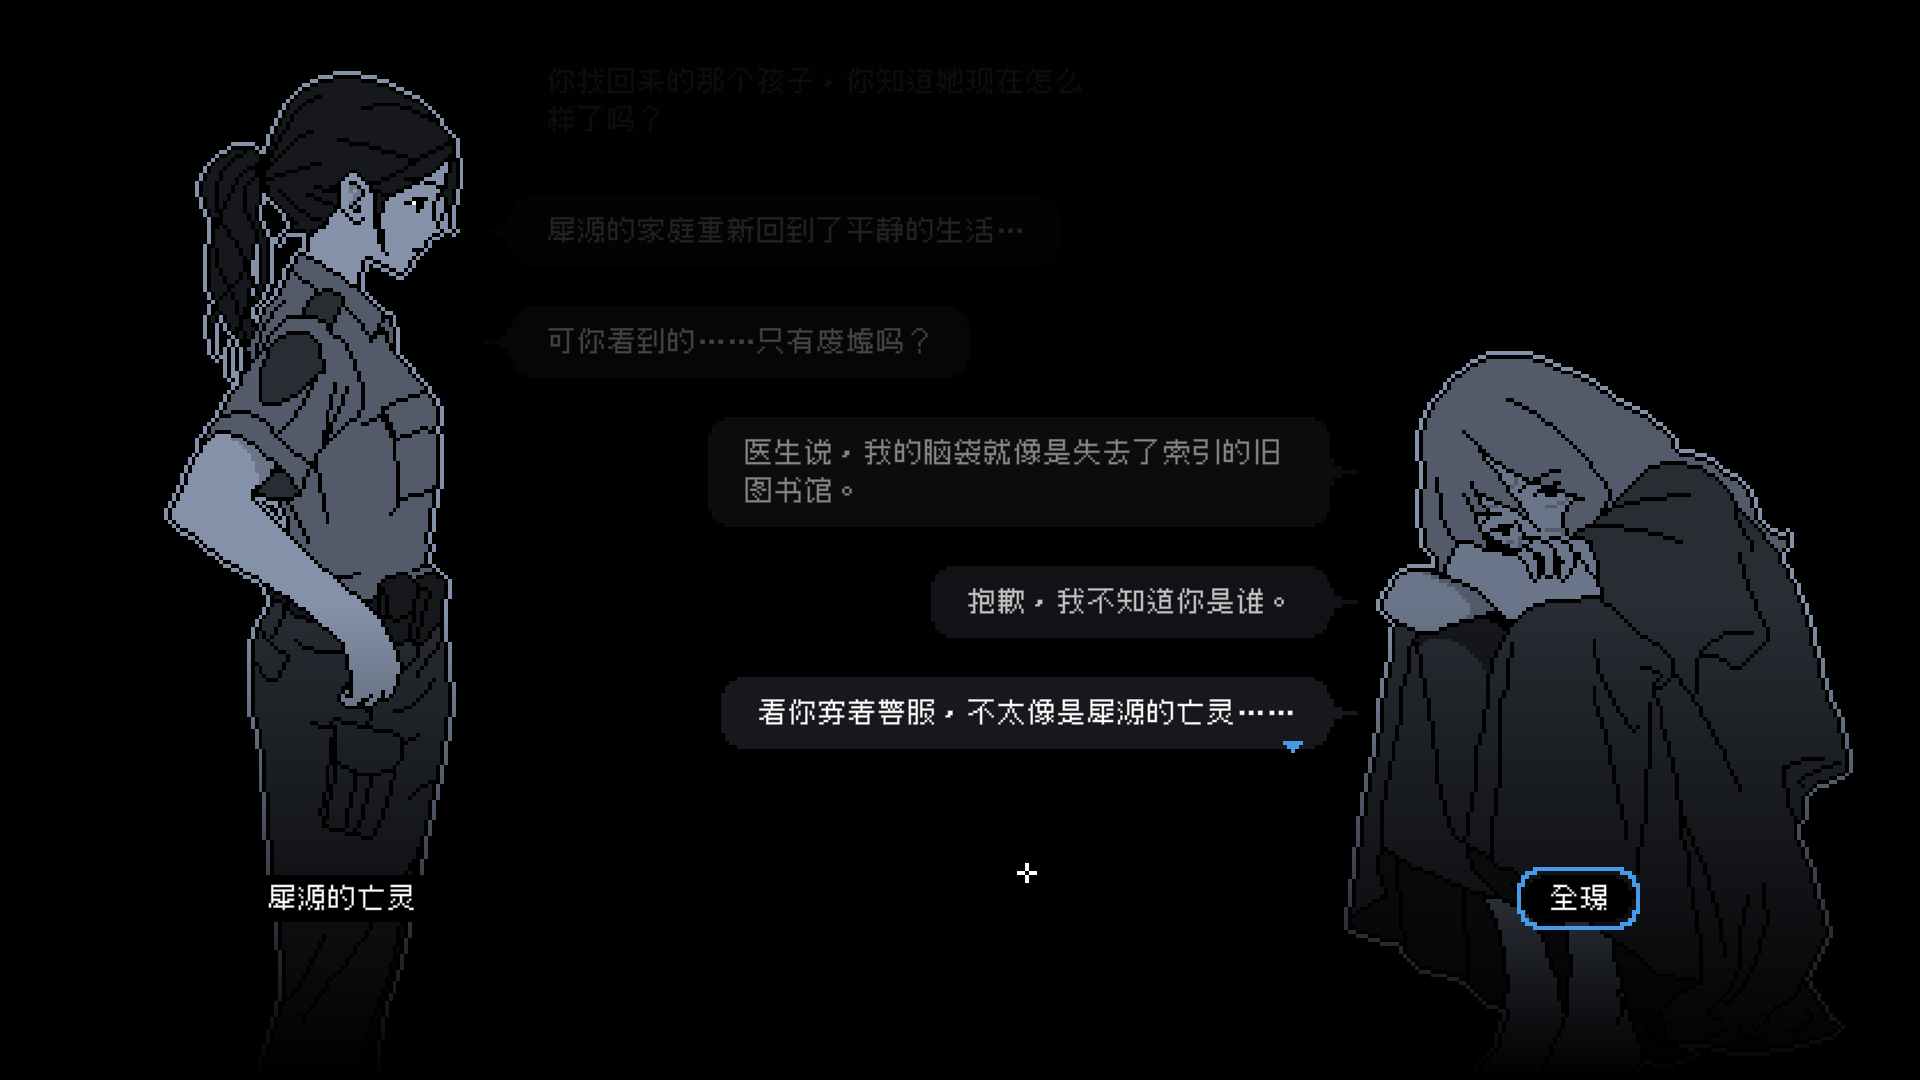 你找回来的那个孩子，你知道她现在怎么
样了吗？
犀源的家庭重新回到了平静的生活…
可你看到的……只有废墟吗？
医生说，我的脑袋就像是失去了索引的旧
图书馆。
抱歉，我不知道你是谁。
看你穿着警服，不太像是犀源的亡灵……
犀源的亡灵
全璟